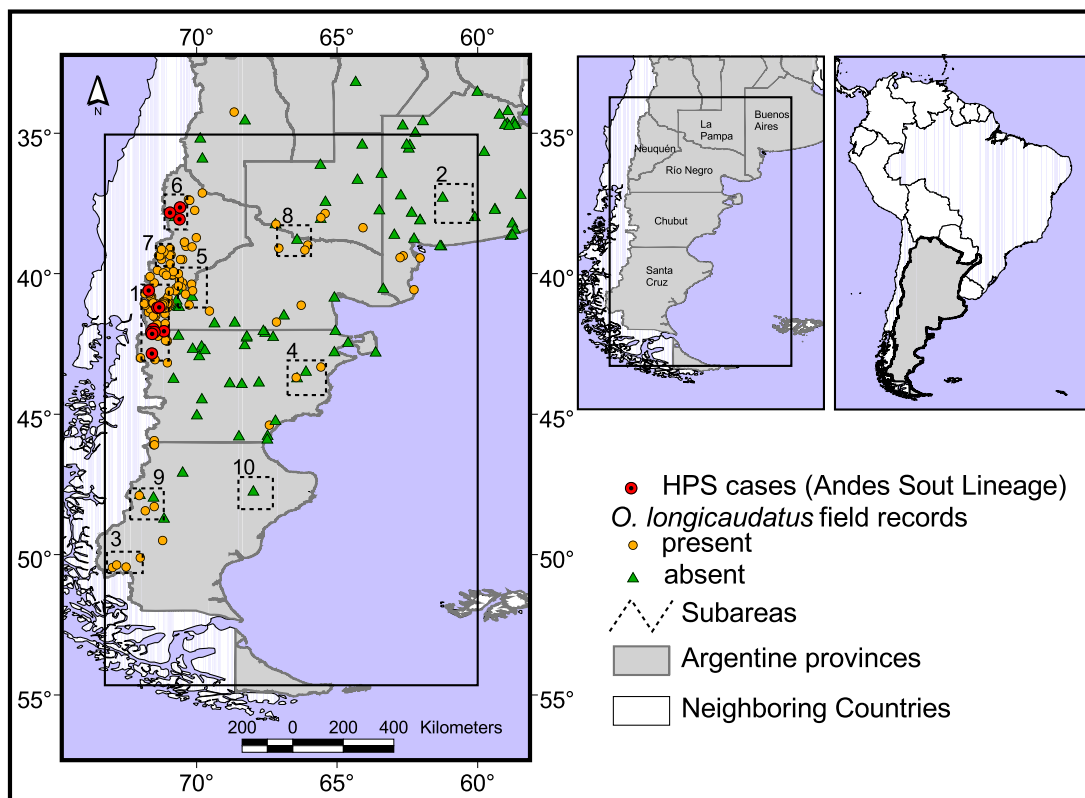 70° 65° 60°
N
35° 35°
40° 40°
45° 45°
50° 50°
55° 55°
6
2
8
7
5
1
4
10
9
3
200 0 200 400 Kilometers
70° 65° 60°
La
Pampa
Buenos
Aires
Neuquén
Río Negro
Chubut
Santa
Cruz
HPS cases (Andes Sout Lineage)
O. longicaudatus field records
present
absent
Subareas
Argentine provinces
Neighboring Countries